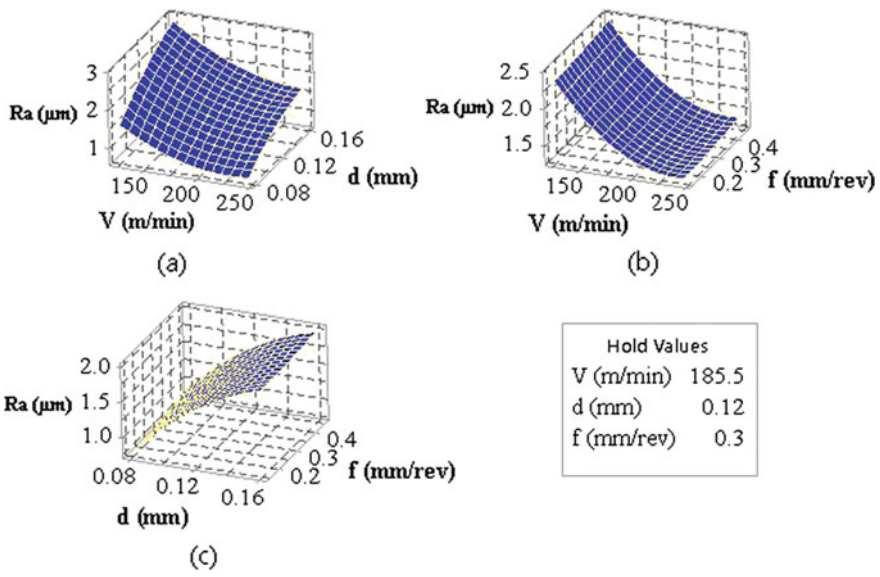 3
2
1
Ra (µm)
150
200
250
V (m/min)
0.16
0.12
0.08
d (mm)
(a)
2.5
2.0
1.5
Ra (µm)
150
200
250
V (m/min)
0.4
0.3
0.2
f (mm/rev)
(b)
2.0
1.5
1.0
Ra (µm)
0.08
0.12
0.16
d (mm)
0.4
0.3
0.2
f (mm/rev)
(c)
Hold Values
V (m/min) 185.5
d (mm) 0.12
f (mm/rev) 0.3